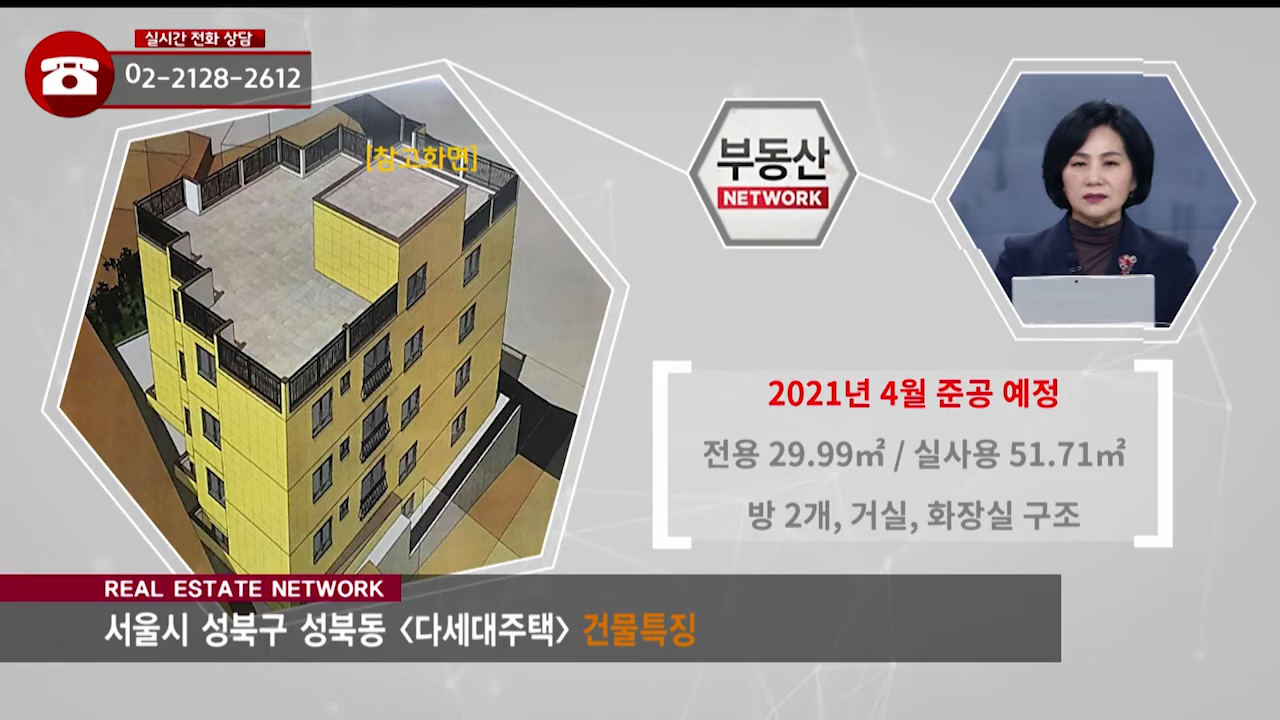 실시간 전화 상담
02-2128-2612
[참고화면]
부동산
NETWORK
2021년 4월 준공 예정
전용 29.99㎡ / 실사용 51.71㎡
방 2개, 거실, 화장실 구조
REAL ESTATE NETWORK
서울시 성북구 성북동 <다세대주택> 건물특징